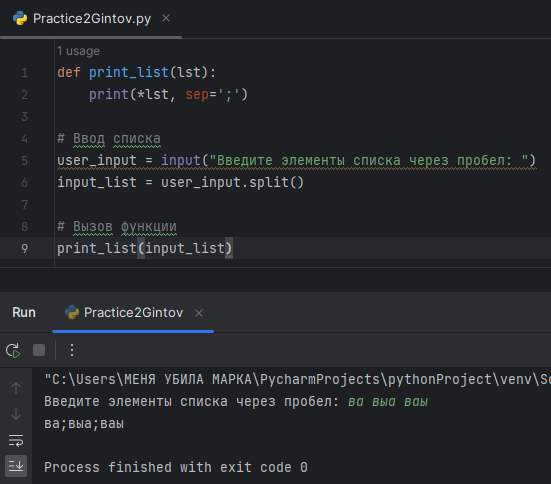 Practice2Gintov.py
1 usage
1 def print_list(lst):
2 print(*lst, sep=';')
3
4 # Ввод списка
5 user_input = input("Введите элементы списка через пробел: ")
6 input_list = user_input.split()
7
8 # Вызов функции
9 print_list(input_list)
Run Practice2Gintov
"C:\Users\МЕНЯ УБИЛА МАРКА\PycharmProjects\pythonProject\venv\Sc
Введите элементы списка через пробел: ва выа ваы
ва;выа;ваы
Process finished with exit code 0